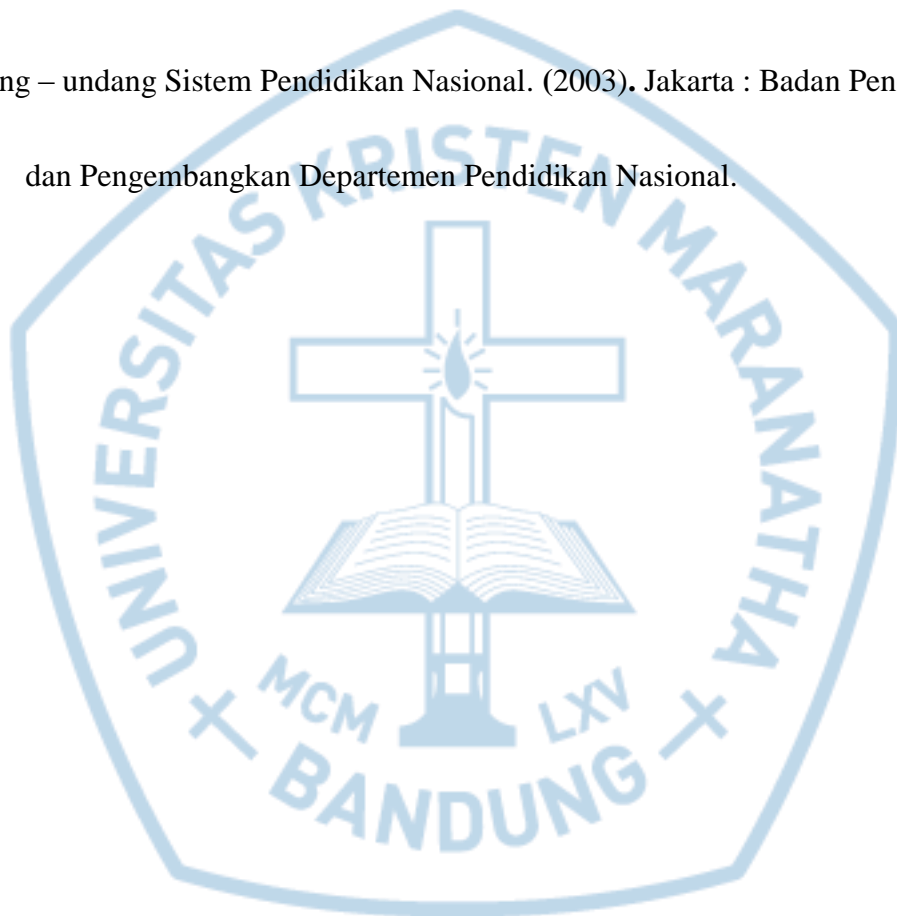 ng – undang Sistem Pendidikan Nasional. (2003). Jakarta : Badan Pen
dan Pengembangkan Departemen Pendidikan Nasional.
UNIVERSITAS KRISTEN MARANATHA
MCM LXV
BANDUNG